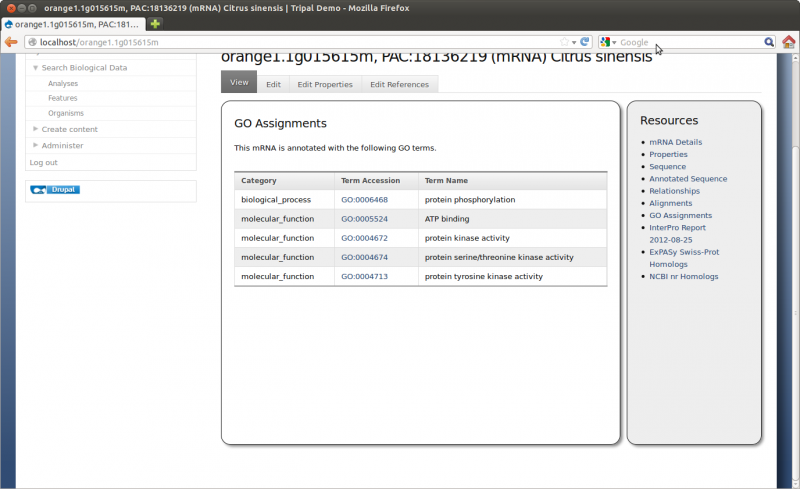 orange1.1g015615m, PAC:18136219 (mRNA) Citrus sinensis | Tripal Demo - Mozilla Firefox
orange1.1g015615m, PAC:181...
localhost/orange1.1g015615m
Google
orange1.1g015615m, PAC:18136219 (mRNA) Citrus sinensis
Search Biological Data
Analyses
Features
Organisms
Create content
Administer
Log out
Drupal
View Edit Edit Properties Edit References
GO Assignments
This mRNA is annotated with the following GO terms.
Category Term Accession Term Name
biological_process GO:0006468 protein phosphorylation
molecular_function GO:0005524 ATP binding
molecular_function GO:0004672 protein kinase activity
molecular_function GO:0004674 protein serine/threonine kinase activity
molecular_function GO:0004713 protein tyrosine kinase activity
Resources
mRNA Details
Properties
Sequence
Annotated Sequence
Relationships
Alignments
GO Assignments
InterPro Report
2012-08-25
ExPASy Swiss-Prot
Homologs
NCBI nr Homologs